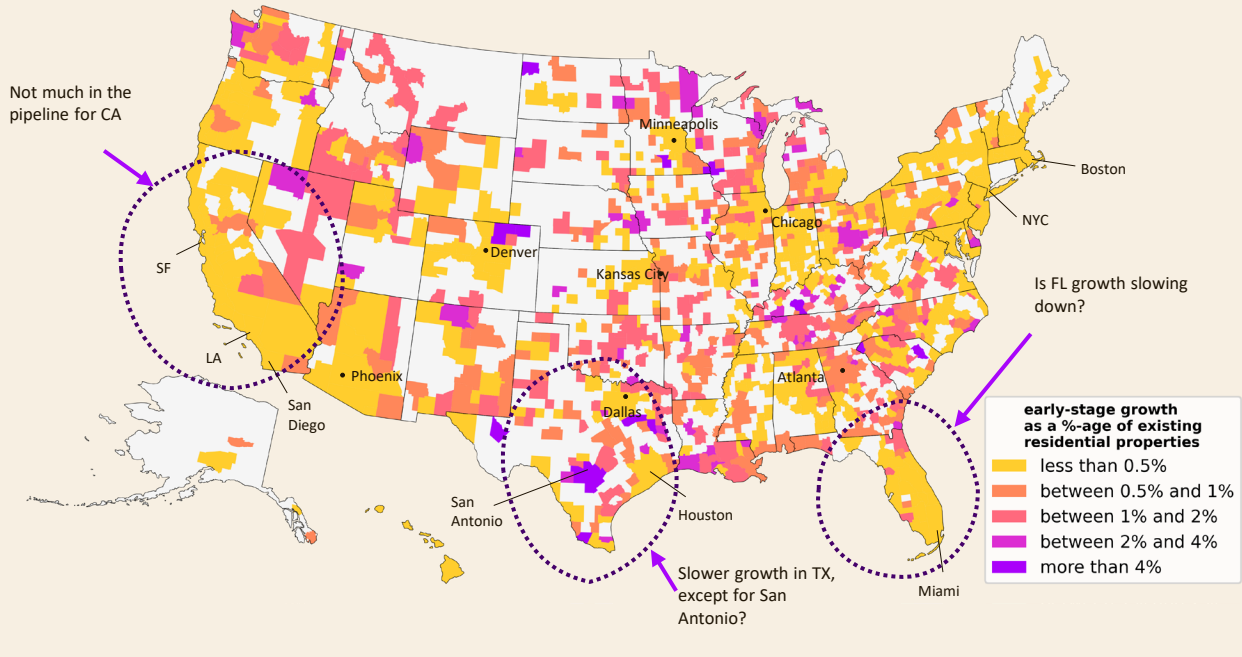 Not much in the
pipeline for CA
Minneapolis
Boston
Chicago
NYC
Denver
SF
Kansas City
Is FL growth slowing
down?
LA
Phoenix
Atlanta
San
Diego
Dallas
early-stage growth
as a %-age of existing
residential properties
less than 0.5%
between 0.5% and 1%
between 1% and 2%
between 2% and 4%
more than 4%
San
Antonio
Houston
Slower growth in TX,
except for San
Antonio?
Miami